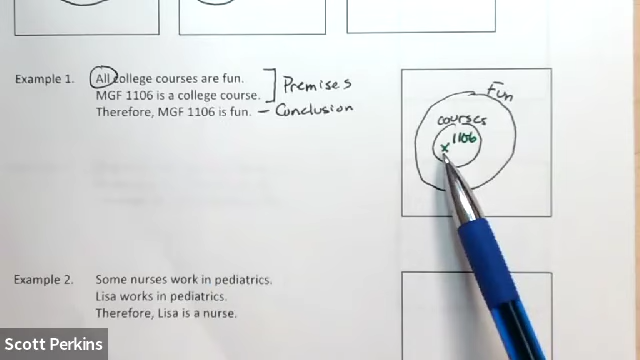 Example 1. All college courses are fun.
MGF 1106 is a college course.
Therefore, MGF 1106 is fun.
Premises
— Conclusion
Fun
courses
x 1106
Example 2. Some nurses work in pediatrics.
Lisa works in pediatrics.
Therefore, Lisa is a nurse.
Scott Perkins